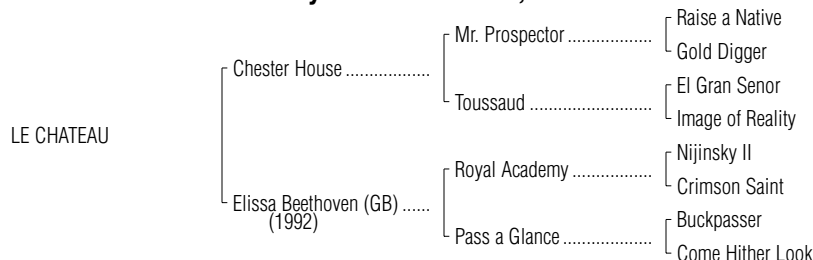 Raise a Native
Mr. Prospector ..................
Gold Digger
Chester House ..................
El Gran Senor
Toussaud ..........................
Image of Reality
LE CHATEAU
Nijinsky II
Royal Academy .................
Crimson Saint
Elissa Beethoven (GB) ......
(1992)
Buckpasser
Pass a Glance ...................
Come Hither Look